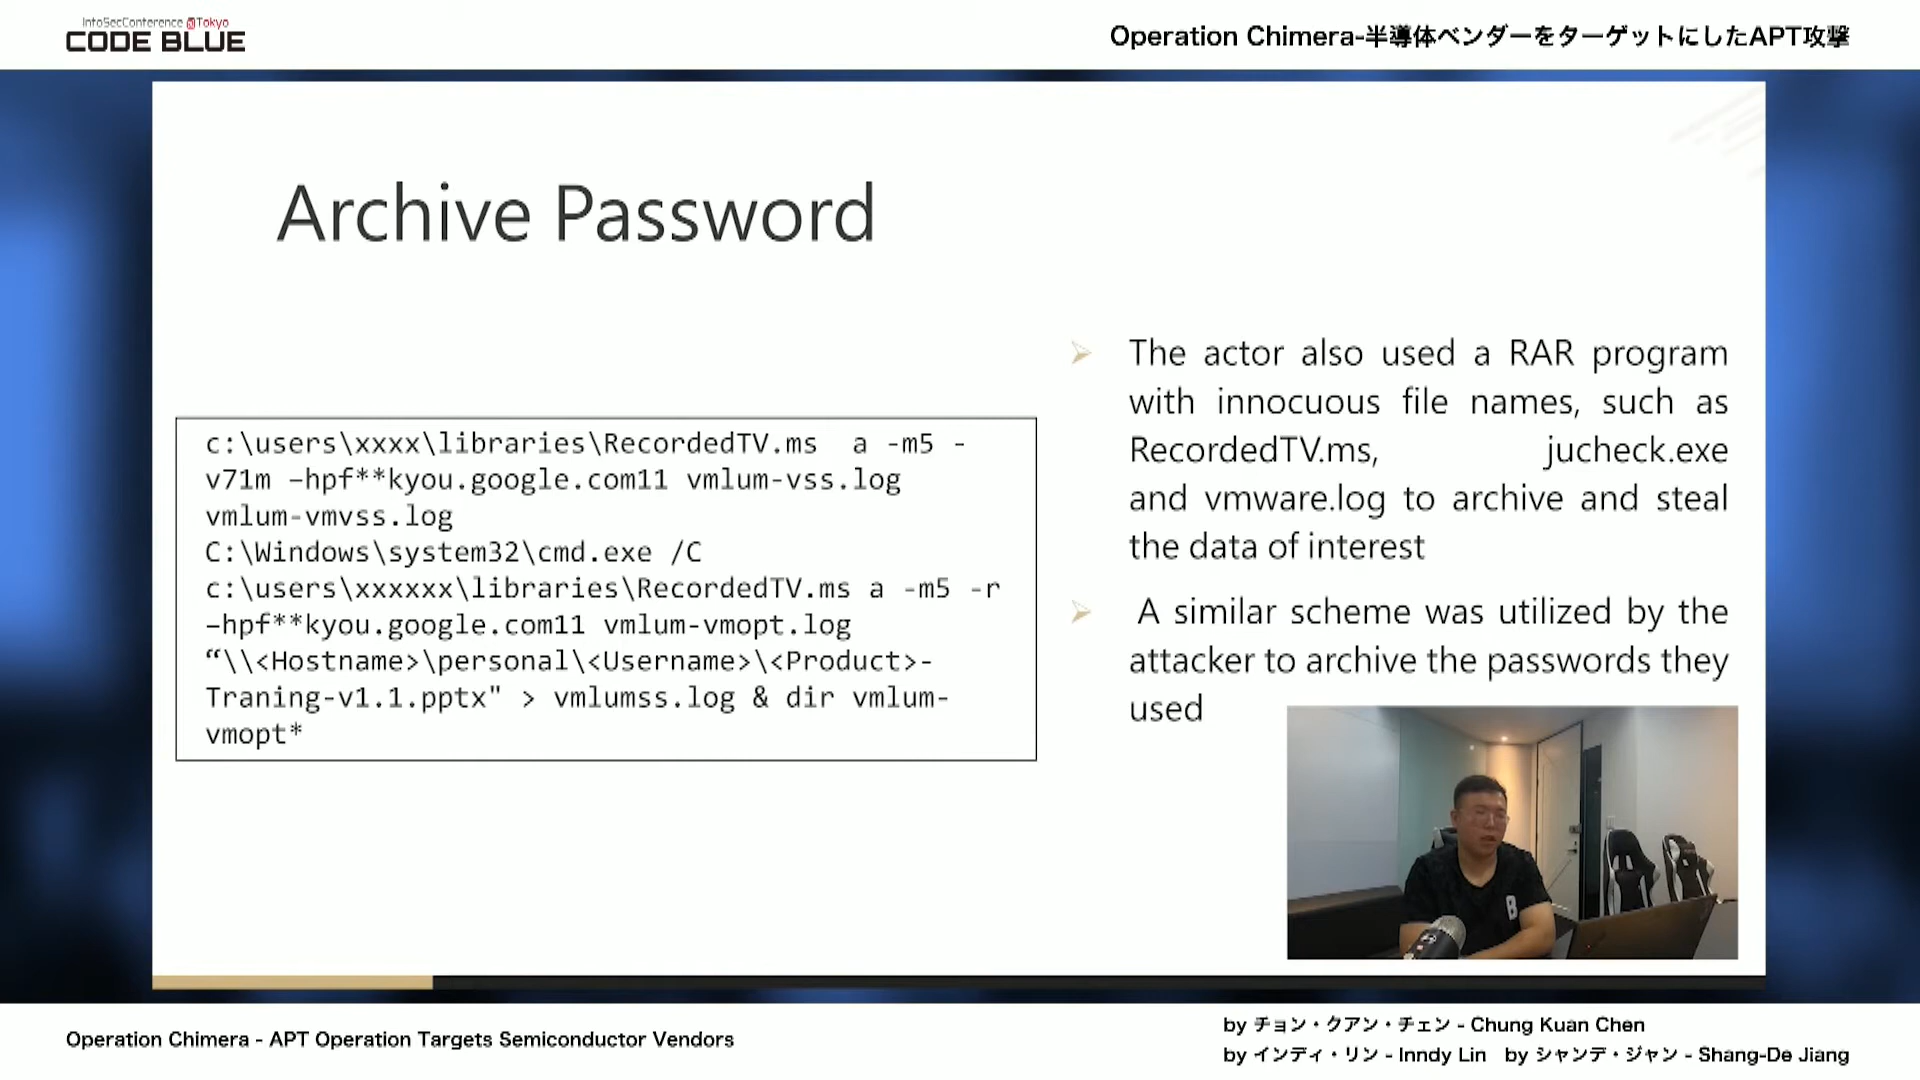 InfoSecConference @Tokyo
CODE BLUE
Operation Chimera-半導体ベンダーをターゲットにしたAPT攻撃
Archive Password
c:\users\xxxx\libraries\RecordedTV.ms  a -m5 -
v71m –hpf**kyou.google.com11 vmlum-vss.log
vmlum-vmvss.log
C:\Windows\system32\cmd.exe /C
c:\users\xxxxxx\libraries\RecordedTV.ms a -m5 -r
–hpf**kyou.google.com11 vmlum-vmopt.log
“\\<Hostname>\personal\<Username>\<Product>-
Traning-v1.1.pptx" > vmlumss.log & dir vmlum-
vmopt*
The actor also used a RAR program
with innocuous file names, such as
RecordedTV.ms, jucheck.exe
and vmware.log to archive and steal
the data of interest
A similar scheme was utilized by the
attacker to archive the passwords they
used
B
Operation Chimera - APT Operation Targets Semiconductor Vendors
by チョン・クアン・チェン - Chung Kuan Chen
by インディ・リン - Inndy Lin by シャンデ・ジャン - Shang-De Jiang